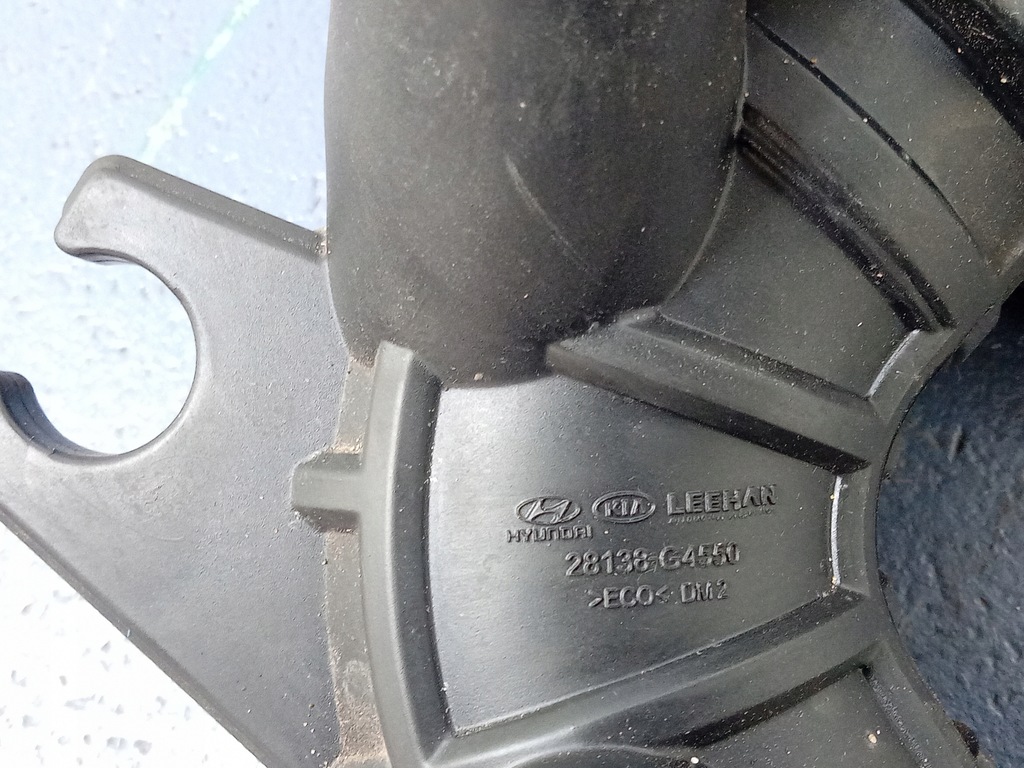 KIA LEEHAN
HYUNDAI
28138-G4550
>ECO< DM2